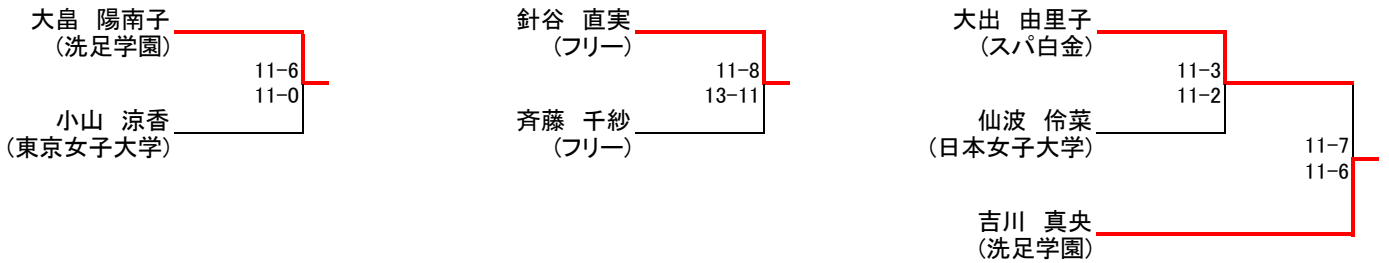 大畠　陽南子
(洗足学園)
11-6
11-0
小山　涼香
(東京女子大学)
針谷　直実
(フリー)
11-8
13-11
斉藤　千紗
(フリー)
大出　由里子
(スパ白金)
11-3
11-2
仙波　伶菜
(日本女子大学)
11-7
11-6
吉川　真央
(洗足学園)